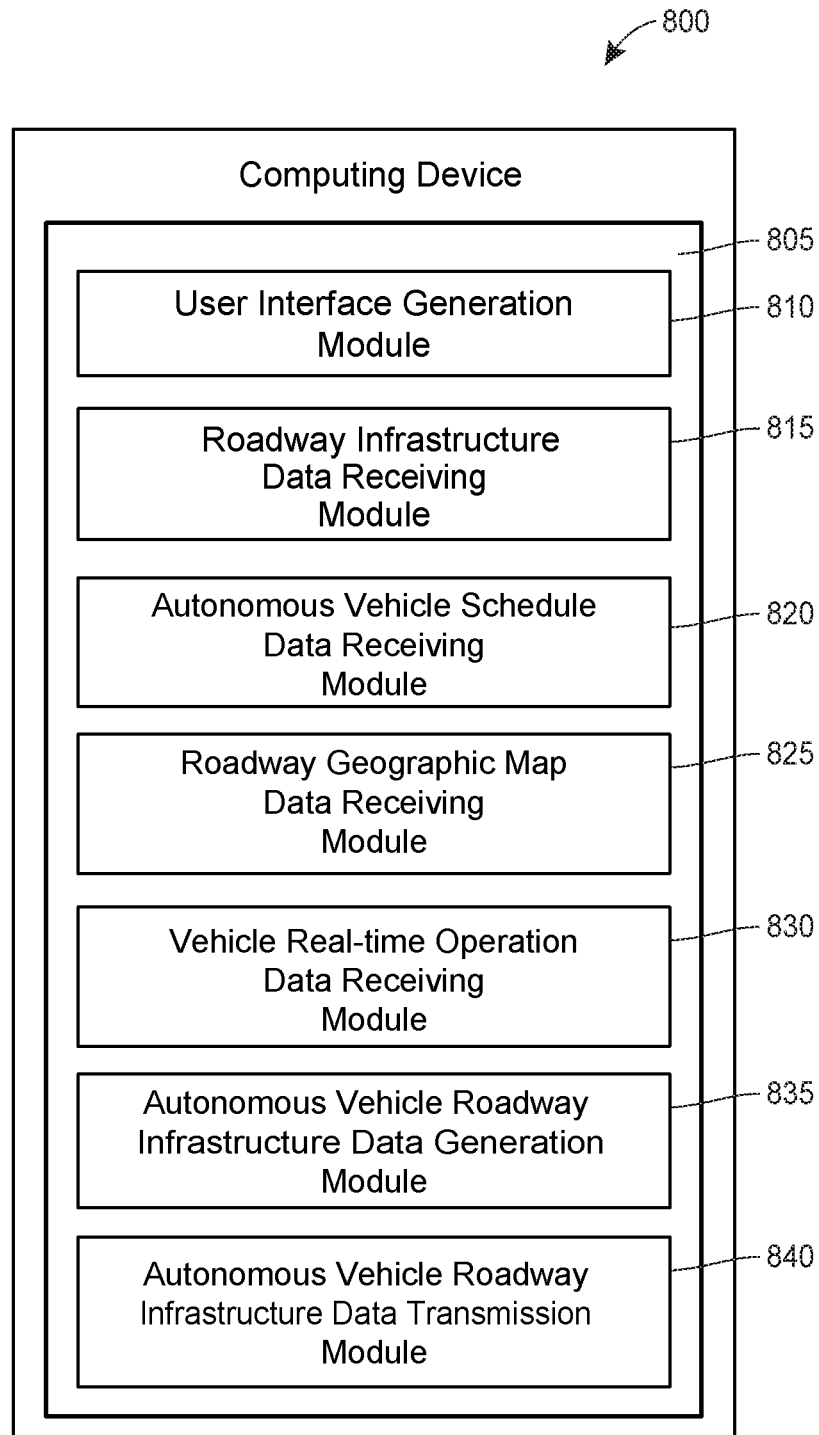 800
Computing Device
805
User Interface Generation
Module
810
Roadway Infrastructure
Data Receiving
Module
815
Autonomous Vehicle Schedule
Data Receiving
Module
820
Roadway Geographic Map
Data Receiving
Module
825
Vehicle Real-time Operation
Data Receiving
Module
830
Autonomous Vehicle Roadway
Infrastructure Data Generation
Module
835
Autonomous Vehicle Roadway
Infrastructure Data Transmission
Module
840